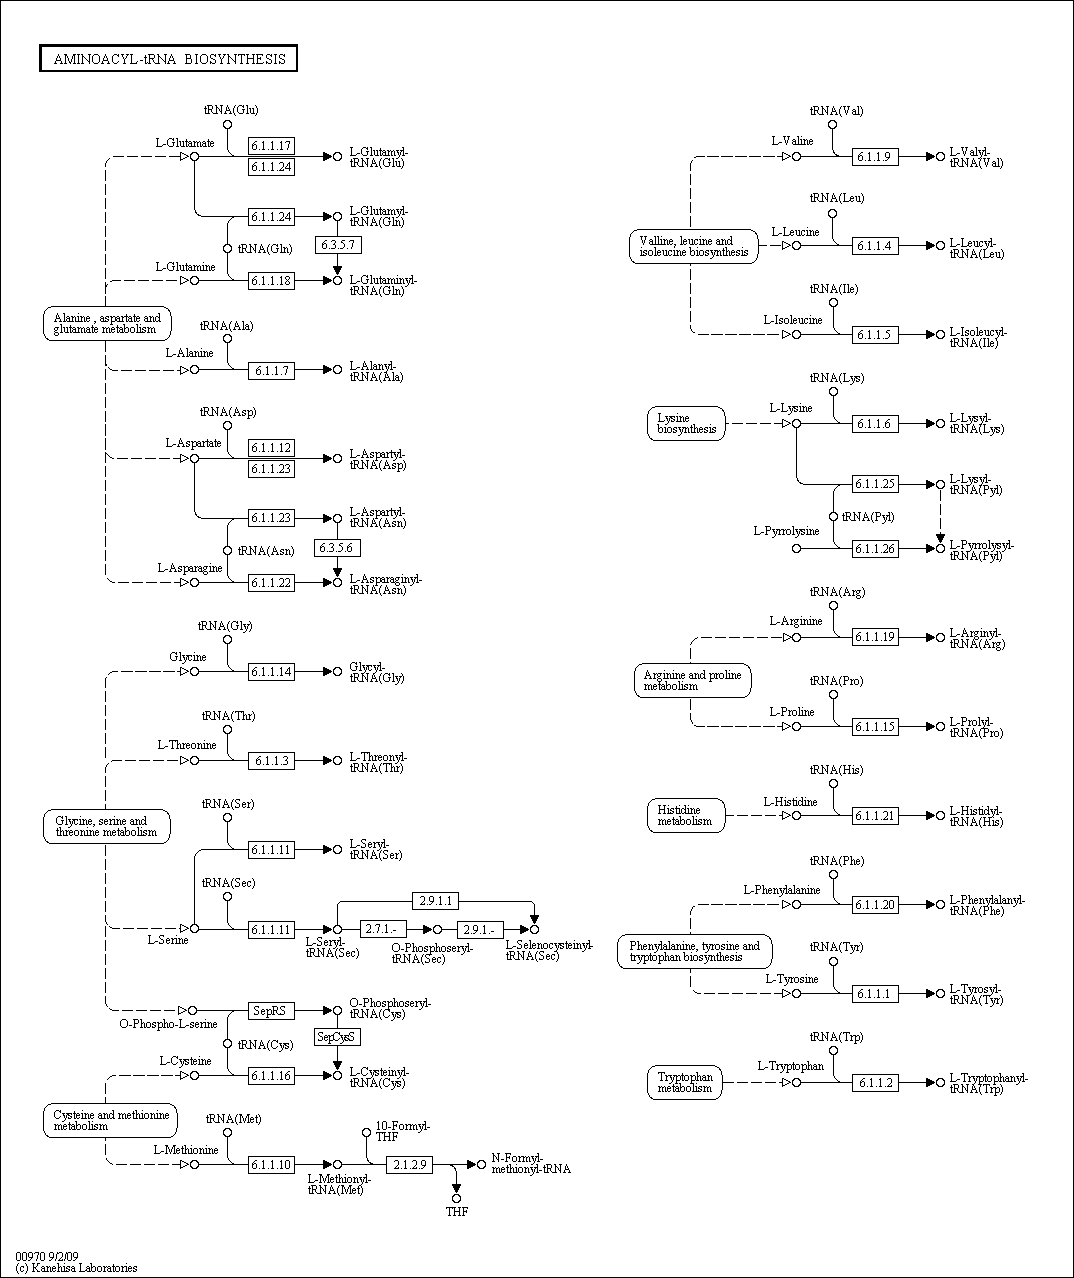 AMINOACYL-tRNA BIOSYNTHESIS
tRNA(Glu)
L-Glutamate
6.1.1.17
6.1.1.24
L-Glutamyl-
tRNA(Glu)
6.1.1.24
L-Glutamyl-
tRNA(Gln)
tRNA(Gln)
6.3.5.7
L-Glutamine
6.1.1.18
L-Glutaminyl-
tRNA(Gln)
Alanine , aspartate and
glutamate metabolism
tRNA(Ala)
L-Alanine
6.1.1.7
L-Alanyl-
tRNA(Ala)
tRNA(Asp)
L-Aspartate
6.1.1.12
6.1.1.23
L-Aspartyl-
tRNA(Asp)
6.1.1.23
L-Aspartyl-
tRNA(Asn)
tRNA(Asn)
6.3.5.6
L-Asparagine
6.1.1.22
L-Asparaginyl-
tRNA(Asn)
tRNA(Gly)
Glycine
6.1.1.14
Glycyl-
tRNA(Gly)
tRNA(Thr)
L-Threonine
6.1.1.3
L-Threonyl-
tRNA(Thr)
Glycine, serine and
threonine metabolism
tRNA(Ser)
6.1.1.11
L-Seryl-
tRNA(Ser)
tRNA(Sec)
L-Serine
6.1.1.11
L-Seryl-
tRNA(Sec)
2.9.1.1
2.7.1.-
O-Phosphoseryl-
tRNA(Sec)
2.9.1.-
L-Selenocysteinyl-
tRNA(Sec)
O-Phospho-L-serine
SepRS
O-Phosphoseryl-
tRNA(Cys)
tRNA(Cys)
SepCysS
L-Cysteine
6.1.1.16
L-Cysteinyl-
tRNA(Cys)
Cysteine and methionine
metabolism
tRNA(Met)
L-Methionine
6.1.1.10
L-Methionyl-
tRNA(Met)
10-Formyl-
THF
2.1.2.9
N-Formyl-
methionyl-tRNA
THF
tRNA(Val)
L-Valine
6.1.1.9
L-Valyl-
tRNA(Val)
tRNA(Leu)
Valline, leucine and
isoleucine biosynthesis
L-Leucine
6.1.1.4
L-Leucyl-
tRNA(Leu)
tRNA(Ile)
L-Isoleucine
6.1.1.5
L-Isoleucyl-
tRNA(Ile)
tRNA(Lys)
Lysine
biosynthesis
L-Lysine
6.1.1.6
L-Lysyl-
tRNA(Lys)
6.1.1.25
L-Lysyl-
tRNA(Pyl)
tRNA(Pyl)
L-Pyrrolysine
6.1.1.26
L-Pyrrolysyl-
tRNA(Pyl)
tRNA(Arg)
L-Arginine
6.1.1.19
L-Arginyl-
tRNA(Arg)
Arginine and proline
metabolism
tRNA(Pro)
L-Proline
6.1.1.15
L-Prolyl-
tRNA(Pro)
tRNA(His)
Histidine
metabolism
L-Histidine
6.1.1.21
L-Histidyl-
tRNA(His)
tRNA(Phe)
L-Phenylalanine
6.1.1.20
L-Phenylalanyl-
tRNA(Phe)
Phenylalanine, tyrosine and
tryptophan biosynthesis
tRNA(Tyr)
L-Tyrosine
6.1.1.1
L-Tyrosyl-
tRNA(Tyr)
tRNA(Trp)
Tryptophan
metabolism
L-Tryptophan
6.1.1.2
L-Tryptophanyl-
tRNA(Trp)
00970 9/2/09
(c) Kanehisa Laboratories